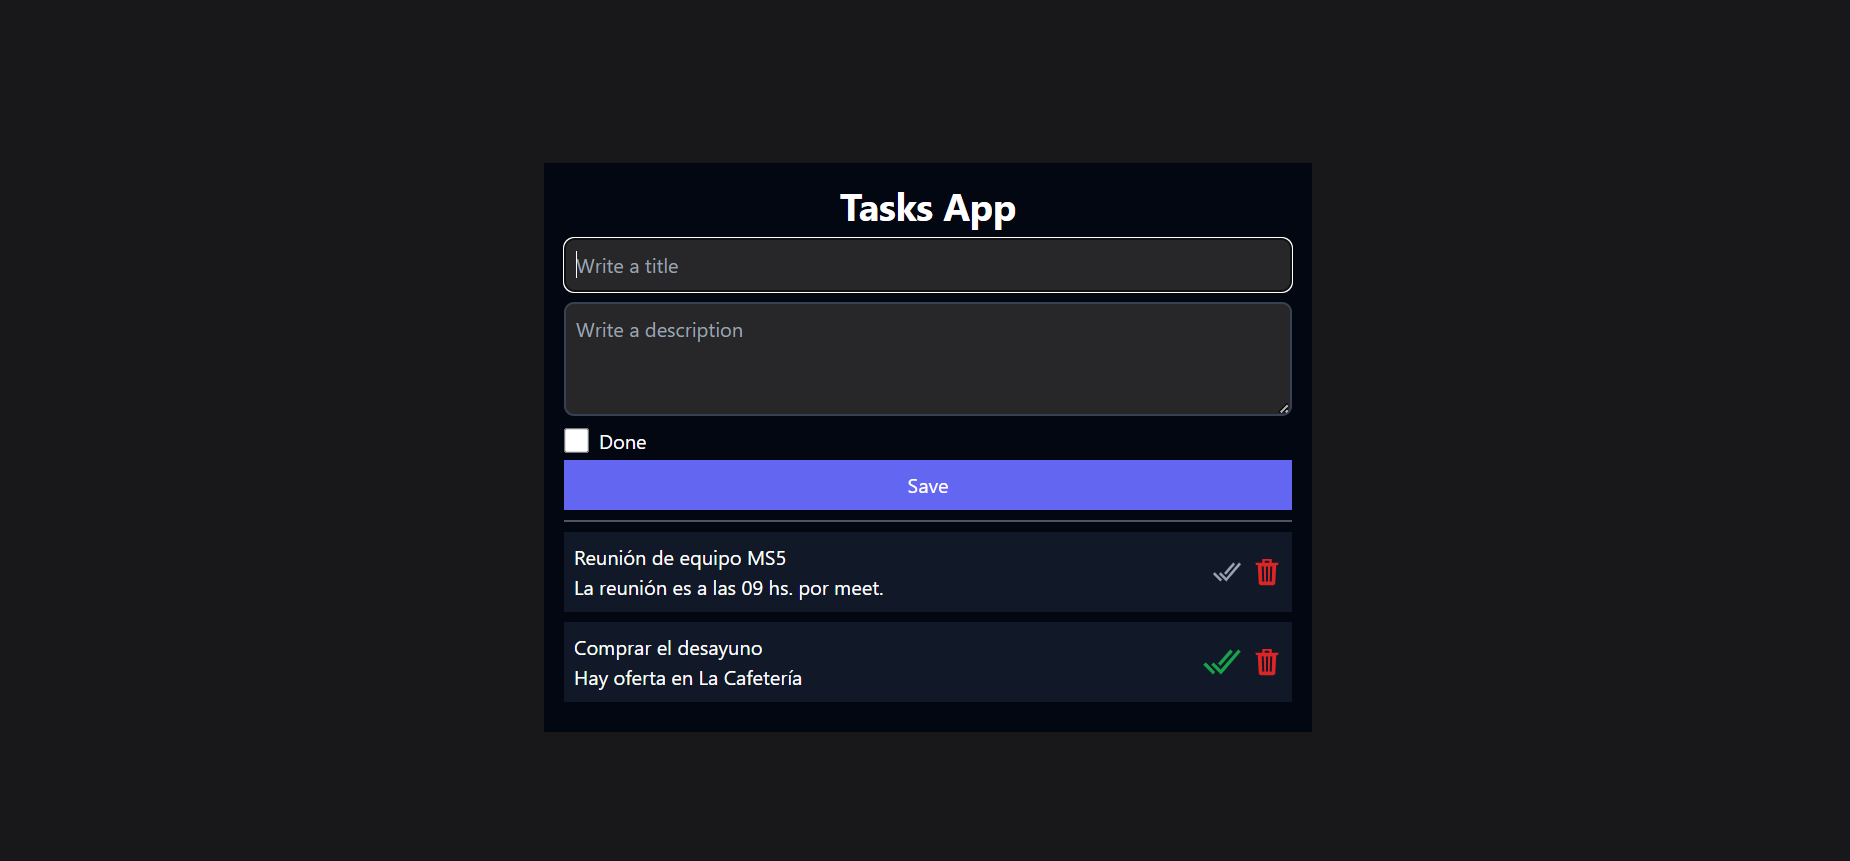 Tasks App
Write a title
Write a description
Done
Save
Reunión de equipo MS5
La reunión es a las 09 hs. por meet.
Comprar el desayuno
Hay oferta en La Cafetería